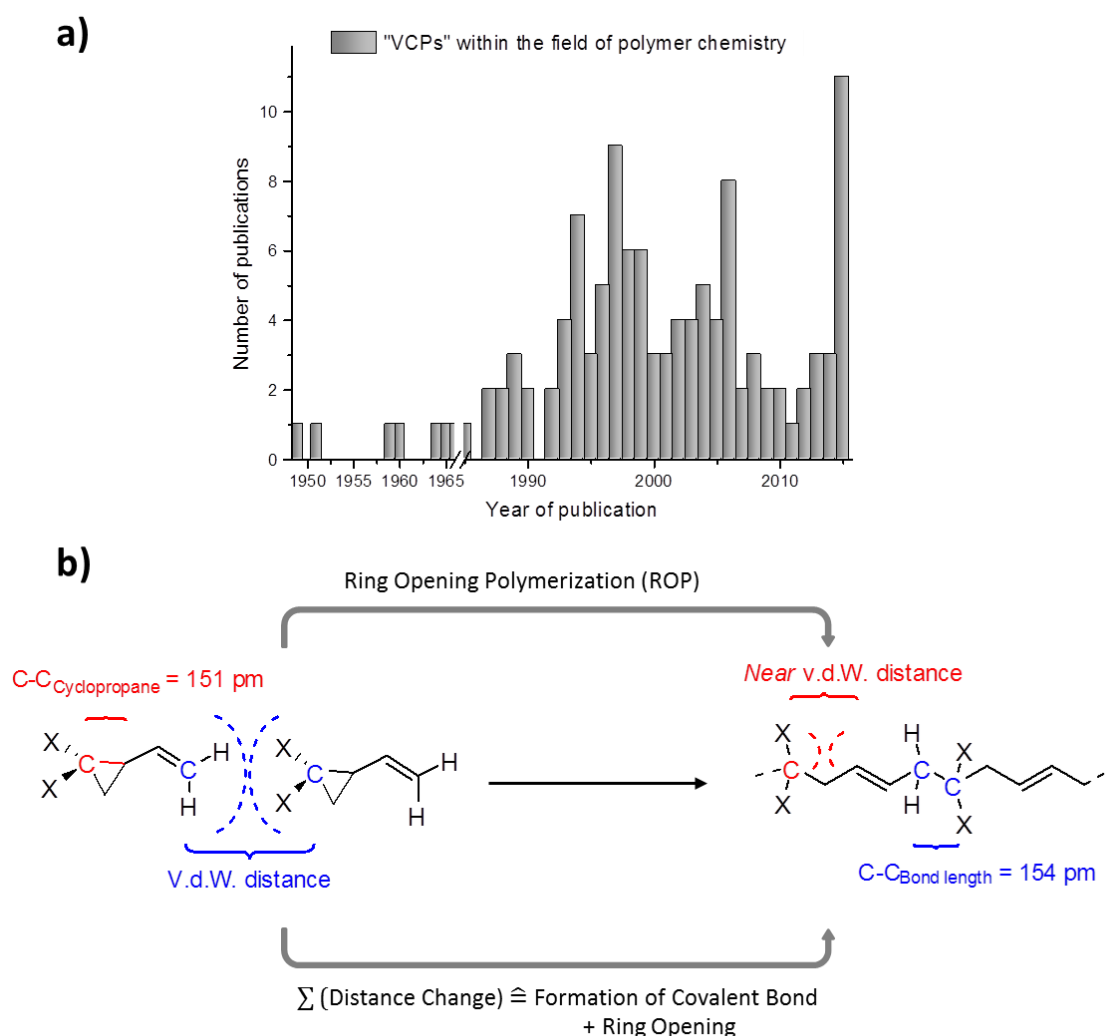 a)
"VCPs" within the field of polymer chemistry
Number of publications
10
8
6
4
2
0
1950 1955 1960 1965 1990 2000 2010
Year of publication
b)
Ring Opening Polymerization (ROP)
C-C Cyclopropane = 151 pm
Near v.d.W. distance
X X C C H H X X C H H
X X C H H C C X X
V.d.W. distance
C-C Bond length = 154 pm
∑ (Distance Change) ≙ Formation of Covalent Bond
+ Ring Opening